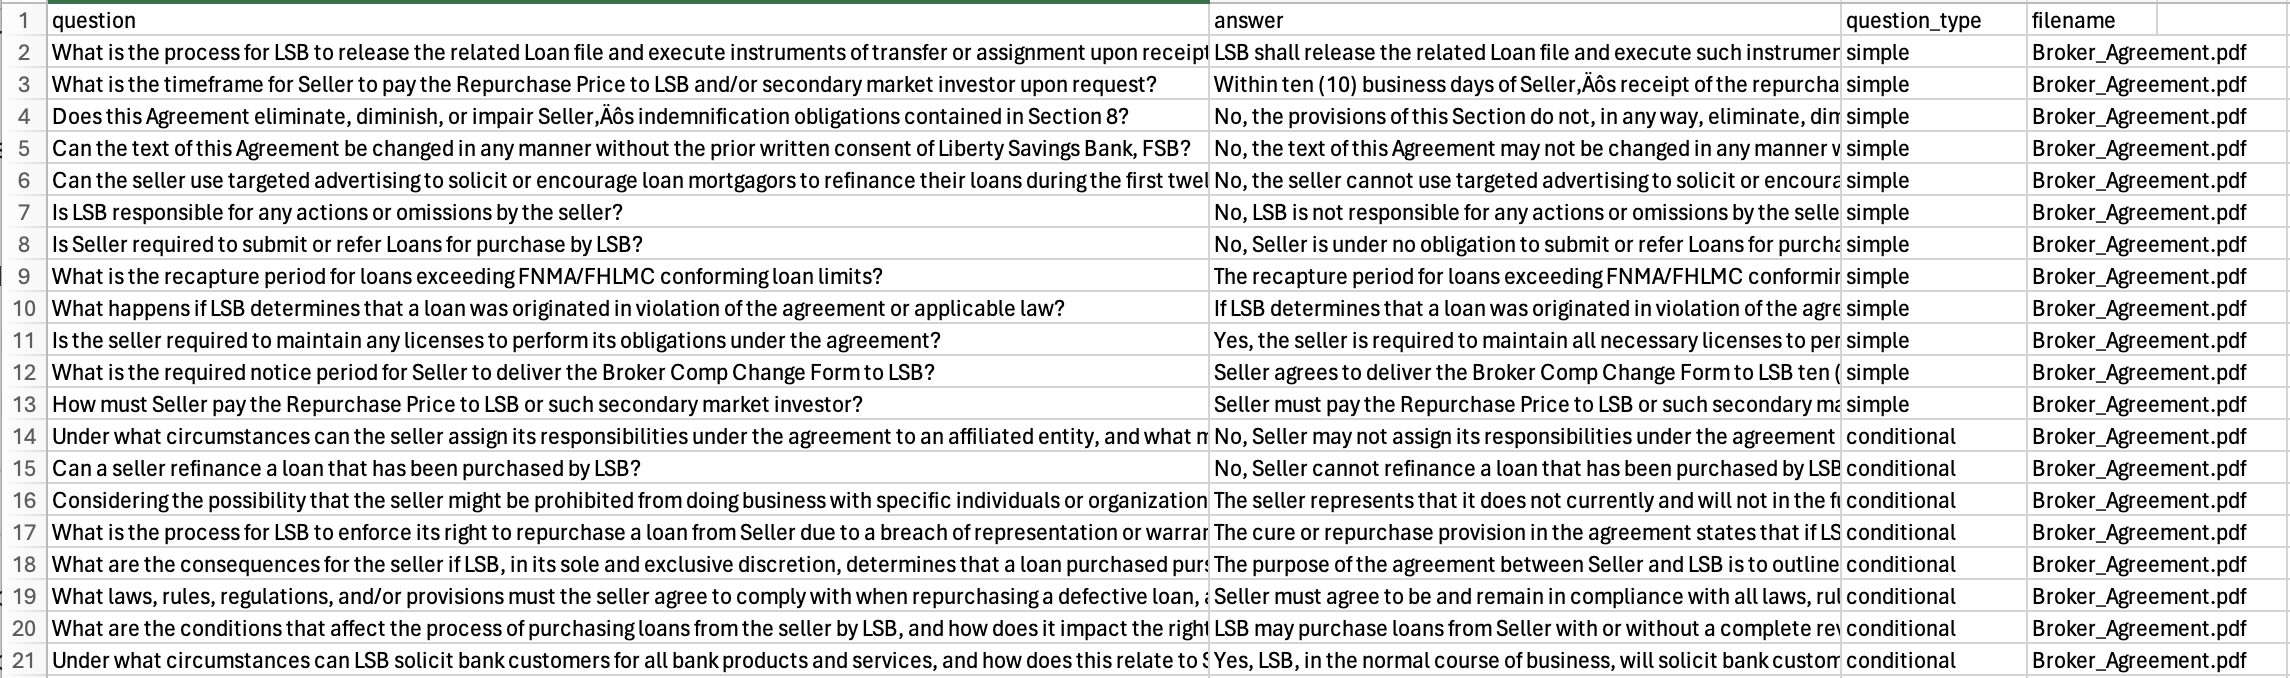 1 question answer question_type filename
2 What is the process for LSB to release the related Loan file and execute instruments of transfer or assignment upon receipt LSB shall release the related Loan file and execute such instrumen simple Broker_Agreement.pdf
3 What is the timeframe for Seller to pay the Repurchase Price to LSB and/or secondary market investor upon request? Within ten (10) business days of Seller‚Äôs receipt of the repurcha simple Broker_Agreement.pdf
4 Does this Agreement eliminate, diminish, or impair Seller‚Äôs indemnification obligations contained in Section 8? No, the provisions of this Section do not, in any way, eliminate, dim simple Broker_Agreement.pdf
5 Can the text of this Agreement be changed in any manner without the prior written consent of Liberty Savings Bank, FSB? No, the text of this Agreement may not be changed in any manner w simple Broker_Agreement.pdf
6 Can the seller use targeted advertising to solicit or encourage loan mortgagors to refinance their loans during the first twel No, the seller cannot use targeted advertising to solicit or encoura simple Broker_Agreement.pdf
7 Is LSB responsible for any actions or omissions by the seller? No, LSB is not responsible for any actions or omissions by the selle simple Broker_Agreement.pdf
8 Is Seller required to submit or refer Loans for purchase by LSB? No, Seller is under no obligation to submit or refer Loans for purcha simple Broker_Agreement.pdf
9 What is the recapture period for loans exceeding FNMA/FHLMC conforming loan limits? The recapture period for loans exceeding FNMA/FHLMC conformin simple Broker_Agreement.pdf
10 What happens if LSB determines that a loan was originated in violation of the agreement or applicable law? If LSB determines that a loan was originated in violation of the agre simple Broker_Agreement.pdf
11 Is the seller required to maintain any licenses to perform its obligations under the agreement? Yes, the seller is required to maintain all necessary licenses to per simple Broker_Agreement.pdf
12 What is the required notice period for Seller to deliver the Broker Comp Change Form to LSB? Seller agrees to deliver the Broker Comp Change Form to LSB ten ( simple Broker_Agreement.pdf
13 How must Seller pay the Repurchase Price to LSB or such secondary market investor? Seller must pay the Repurchase Price to LSB or such secondary ma simple Broker_Agreement.pdf
14 Under what circumstances can the seller assign its responsibilities under the agreement to an affiliated entity, and what m No, Seller may not assign its responsibilities under the agreement conditional Broker_Agreement.pdf
15 Can a seller refinance a loan that has been purchased by LSB? No, Seller cannot refinance a loan that has been purchased by LSB conditional Broker_Agreement.pdf
16 Considering the possibility that the seller might be prohibited from doing business with specific individuals or organization The seller represents that it does not currently and will not in the fu conditional Broker_Agreement.pdf
17 What is the process for LSB to enforce its right to repurchase a loan from Seller due to a breach of representation or warran The cure or repurchase provision in the agreement states that if LS conditional Broker_Agreement.pdf
18 What are the consequences for the seller if LSB, in its sole and exclusive discretion, determines that a loan purchased purs The purpose of the agreement between Seller and LSB is to outline conditional Broker_Agreement.pdf
19 What laws, rules, regulations, and/or provisions must the seller agree to comply with when repurchasing a defective loan, a Seller must agree to be and remain in compliance with all laws, rul conditional Broker_Agreement.pdf
20 What are the conditions that affect the process of purchasing loans from the seller by LSB, and how does it impact the right LSB may purchase loans from Seller with or without a complete rev conditional Broker_Agreement.pdf
21 Under what circumstances can LSB solicit bank customers for all bank products and services, and how does this relate to S Yes, LSB, in the normal course of business, will solicit bank custom conditional Broker_Agreement.pdf